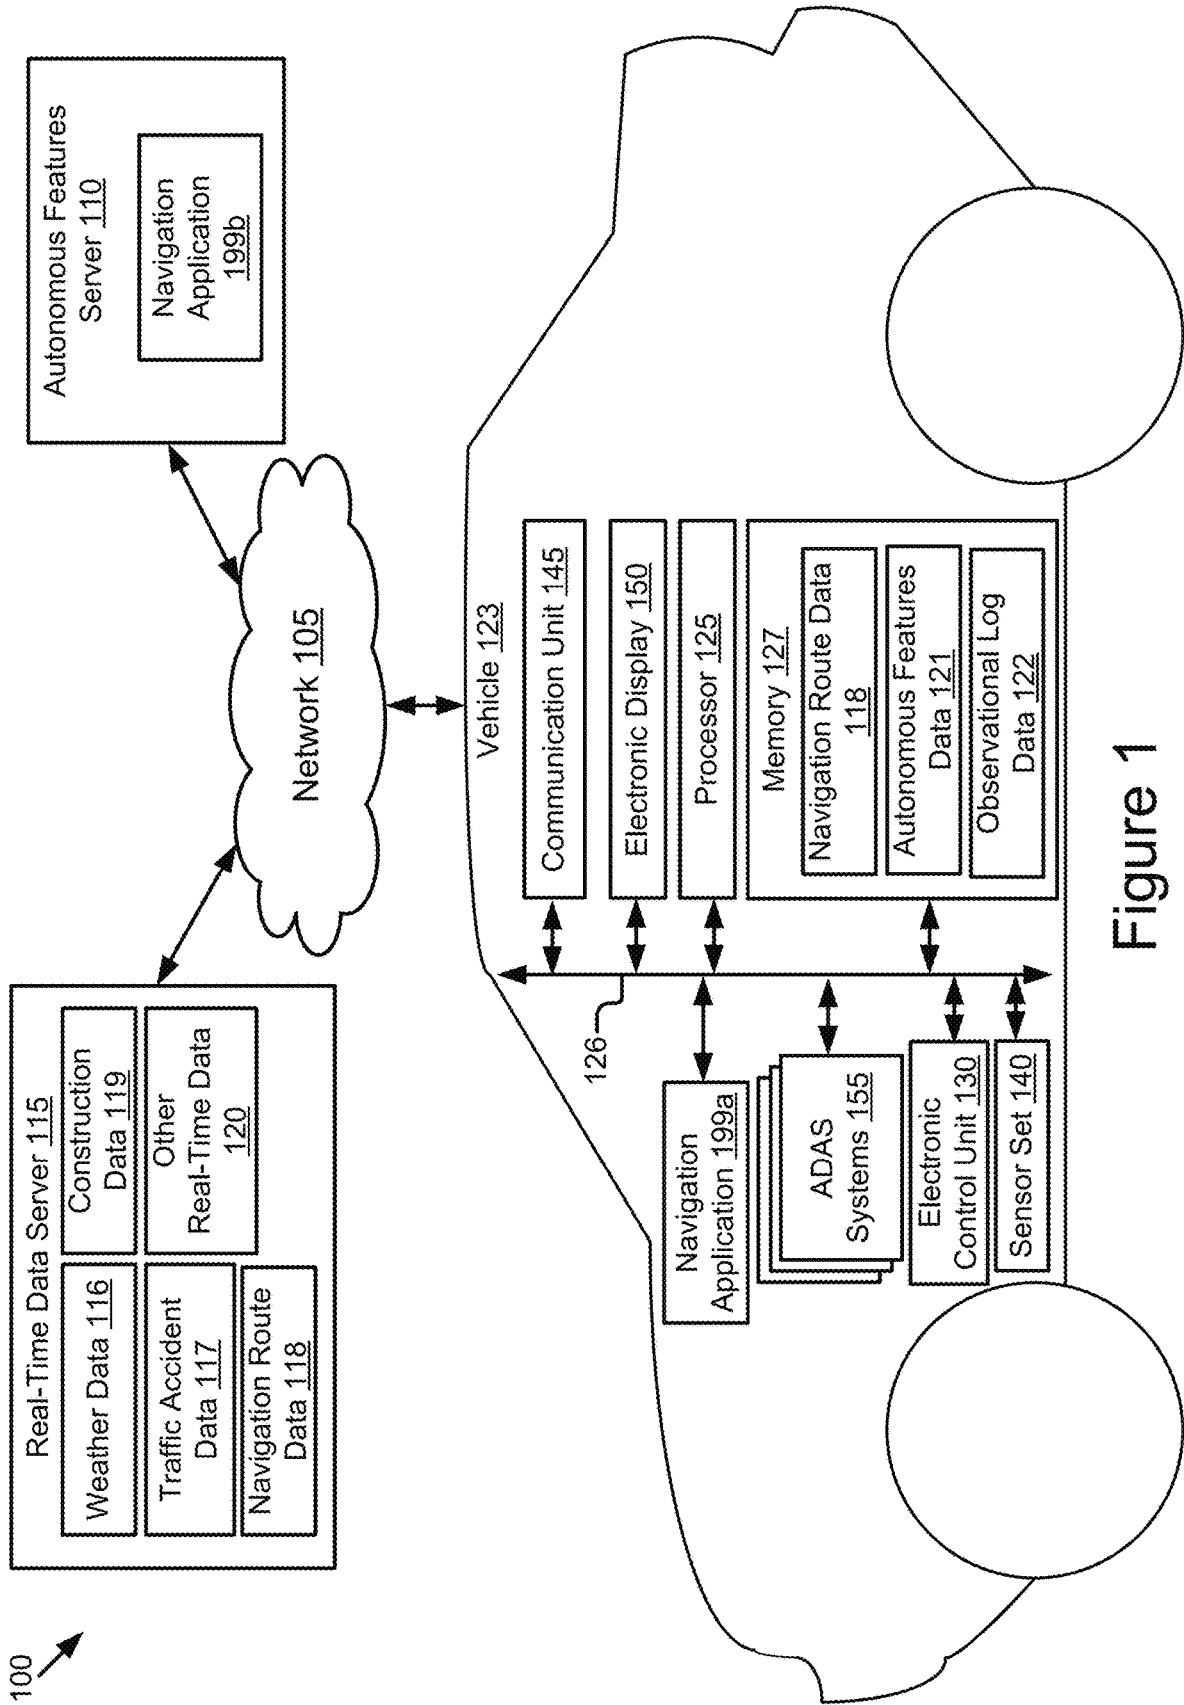 100
Real-Time Data Server 115
Weather Data 116
Construction
Data 119
Traffic Accident
Data 117
Other
Real-Time Data
120
Navigation Route
Data 118
Autonomous Features
Server 110
Navigation
Application
199b
Network 105
Vehicle 123
126
Navigation
Application 199a
ADAS
Systems 155
Electronic
Control Unit 130
Sensor Set 140
Communication Unit 145
Electronic Display 150
Processor 125
Memory 127
Navigation Route Data
118
Autonomous Features
Data 121
Observational Log
Data 122
Figure 1